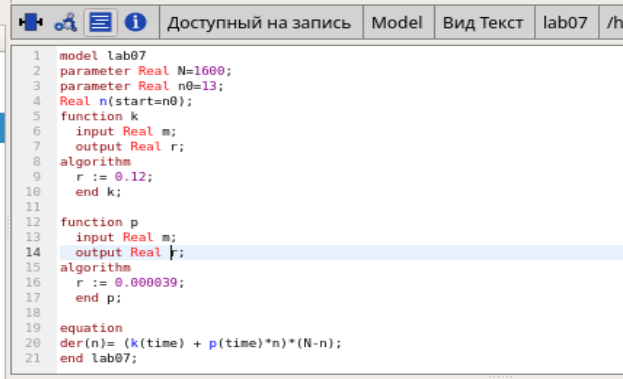 Доступный на запись Model Вид Текст lab07 /h
1 model lab07
2 parameter Real N=1600;
3 parameter Real n0=13;
4 Real n(start=n0);
5 function k
6 input Real m;
7 output Real r;
8 algorithm
9 r := 0.12;
10 end k;
11
12 function p
13 input Real m;
14 output Real r;
15 algorithm
16 r := 0.000039;
17 end p;
18
19 equation
20 der(n)= (k(time) + p(time)*n)*(N-n);
21 end lab07;